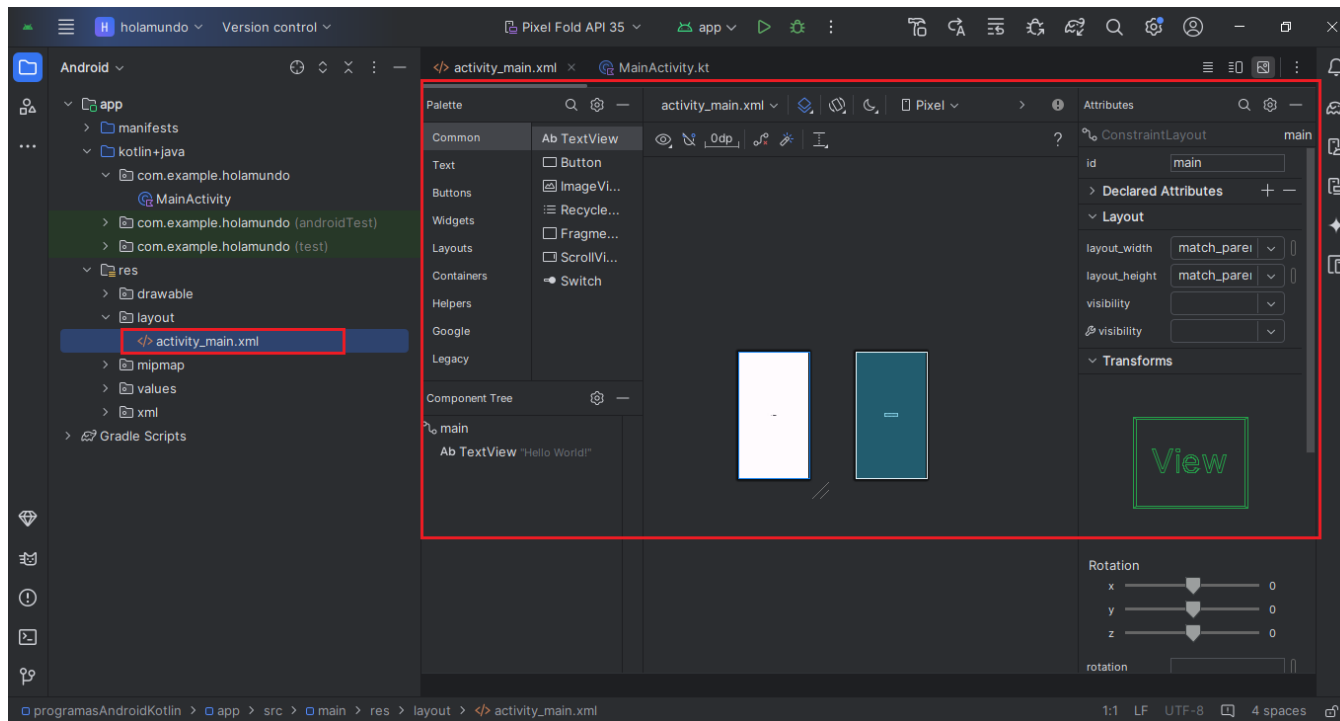 H holamundo Version control Pixel Fold API 35 app
Android
activity_main.xml MainActivity.kt
app
manifests
kotlin+java
com.example.holamundo
MainActivity
com.example.holamundo (androidTest)
com.example.holamundo (test)
res
drawable
layout
activity_main.xml
mipmap
values
xml
Gradle Scripts
Palette
Common
Text
Buttons
Widgets
Layouts
Containers
Helpers
Google
Legacy
Ab TextView
Button
ImageVi...
Recycle...
Fragme...
ScrollVi...
Switch
Component Tree
main
Ab TextView "Hello World!"
activity_main.xml Pixel
0dp ?
Attributes
ConstraintLayout main
id main
Declared Attributes
Layout
layout_width match_parei
layout_height match_parei
visibility
visibility
Transforms
View
Rotation
x 0
y 0
z 0
rotation
programasAndroidKotlin > app > src > main > res > layout > activity_main.xml 1:1 LF UTF-8 4 spaces